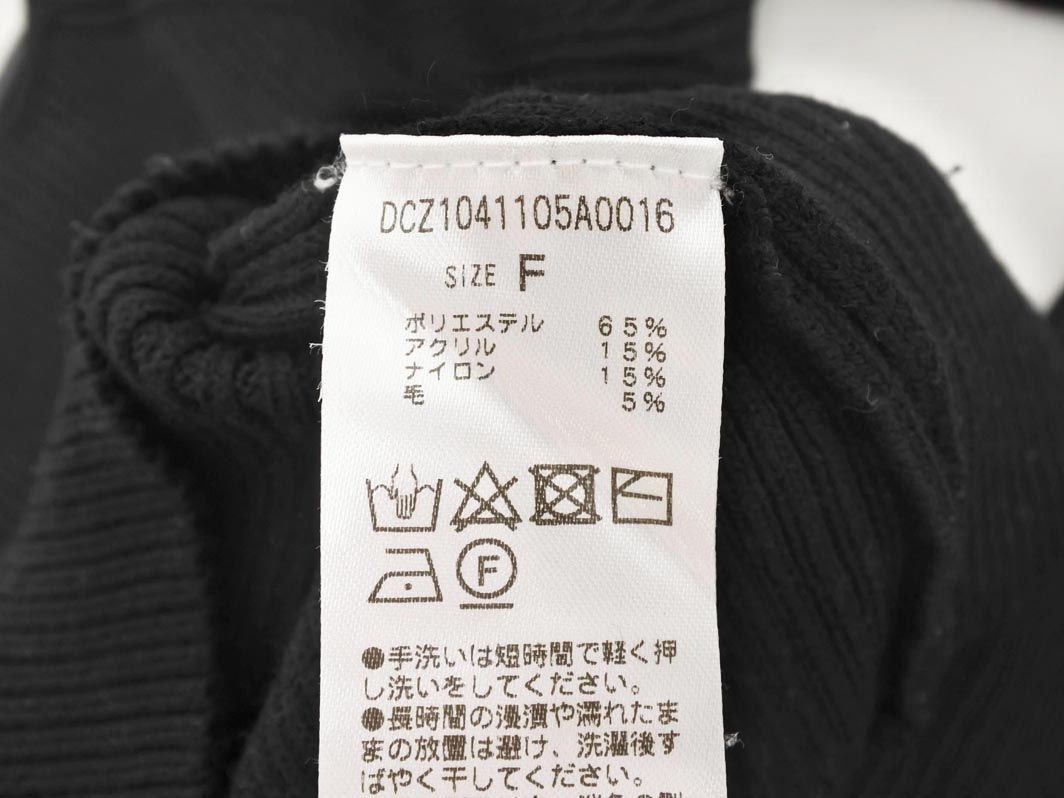 DCZ1041105A0016
SIZE F
ポリエステル 65%
アクリル 15%
ナイロン 15%
毛 5%
F
●手洗いは短時間で軽く押
し洗いをしてください。
●長時間の浸漬や濡れたま
まの放置は避け、洗濯後す
ばやく干してください。